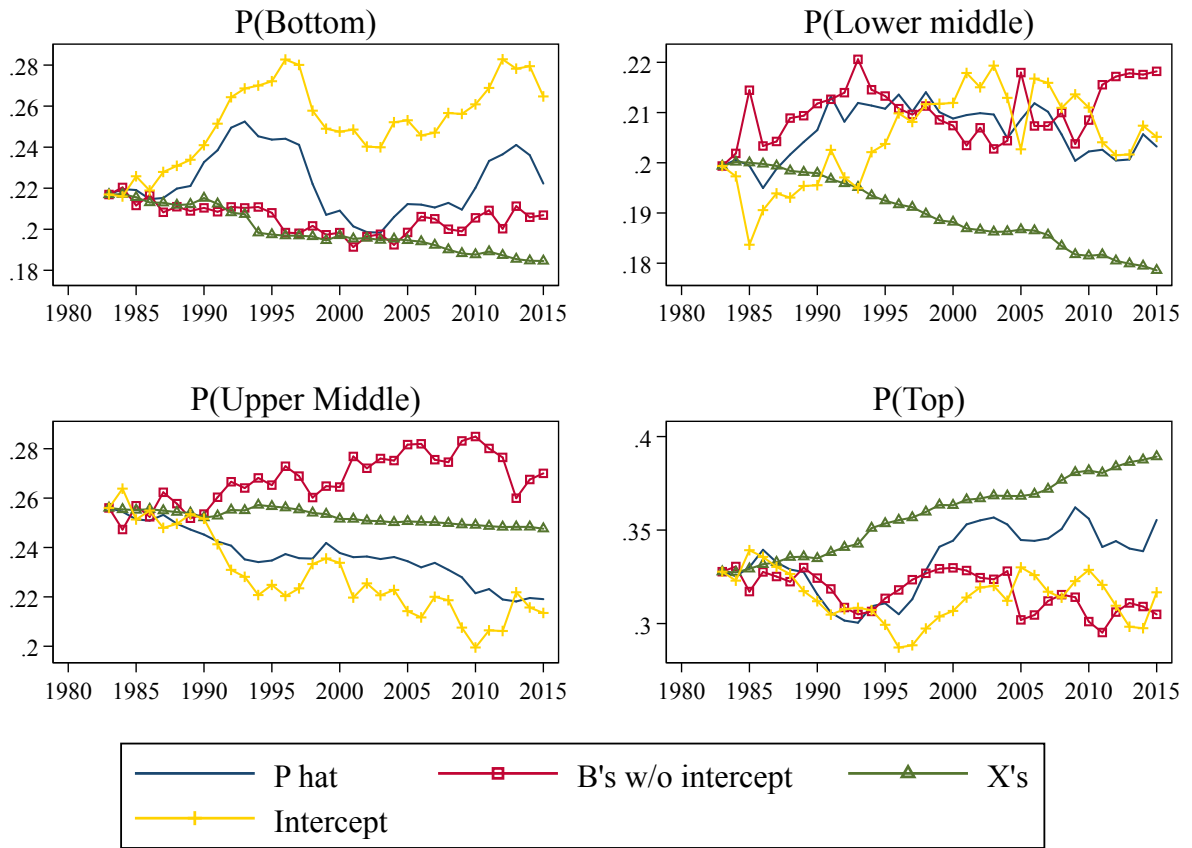 P(Bottom)
.28
.26
.24
.22
.2
.18
1980 1985 1990 1995 2000 2005 2010 2015
P(Lower middle)
.22
.21
.2
.19
.18
1980 1985 1990 1995 2000 2005 2010 2015
P(Upper Middle)
.28
.26
.24
.22
.2
1980 1985 1990 1995 2000 2005 2010 2015
P(Top)
.4
.35
.3
1980 1985 1990 1995 2000 2005 2010 2015
P hat B's w/o intercept X's
Intercept